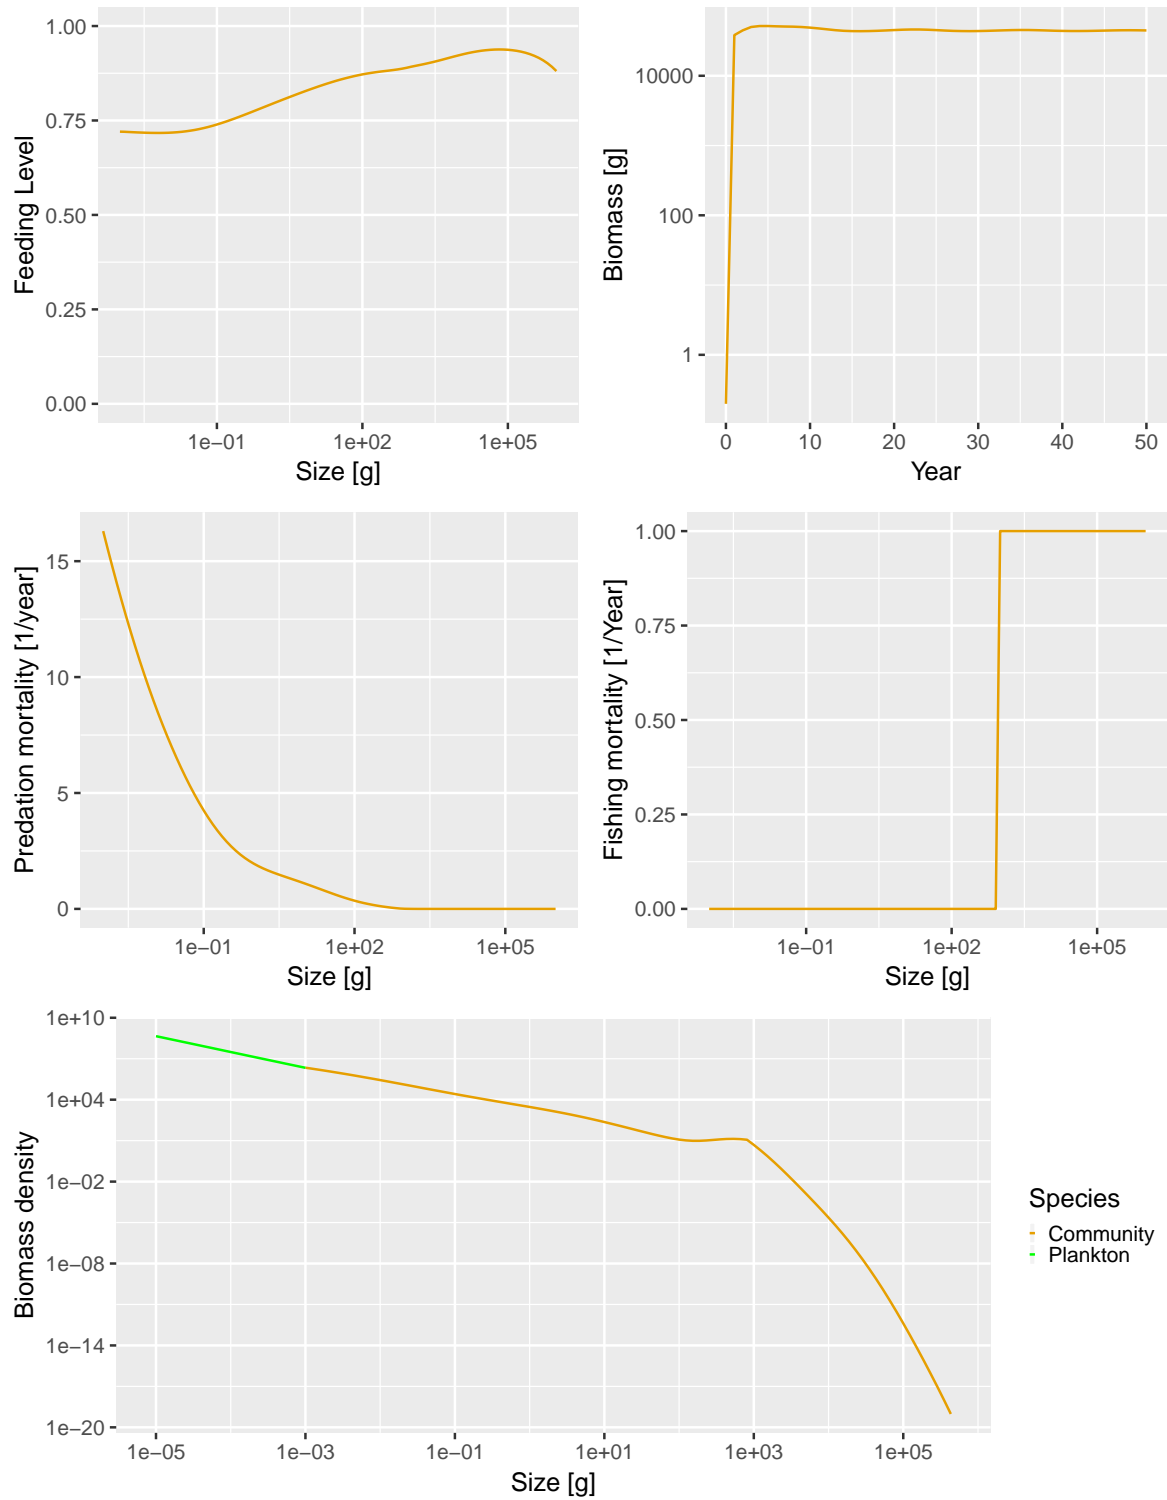 1.00
0.75
0.50
0.25
0.00
Feeding Level
1e−01 1e+02 1e+05
Size [g]
10000
100
1
Biomass [g]
0 10 20 30 40 50
Year
15
10
5
0
Predation mortality [1/year]
1e−01 1e+02 1e+05
Size [g]
1.00
0.75
0.50
0.25
0.00
Fishing mortality [1/Year]
1e−01 1e+02 1e+05
Size [g]
1e+10
1e+04
1e−02
1e−08
1e−14
1e−20
Biomass density
1e−05 1e−03 1e−01 1e+01 1e+03 1e+05
Size [g]
Species
Community
Plankton